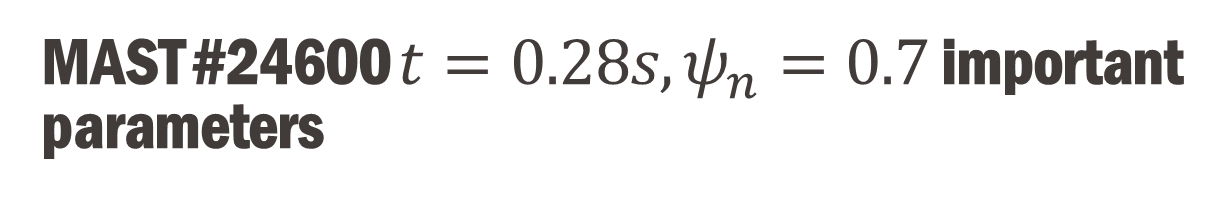 MAST #24600 t = 0.28s, ψₙ = 0.7 important
parameters